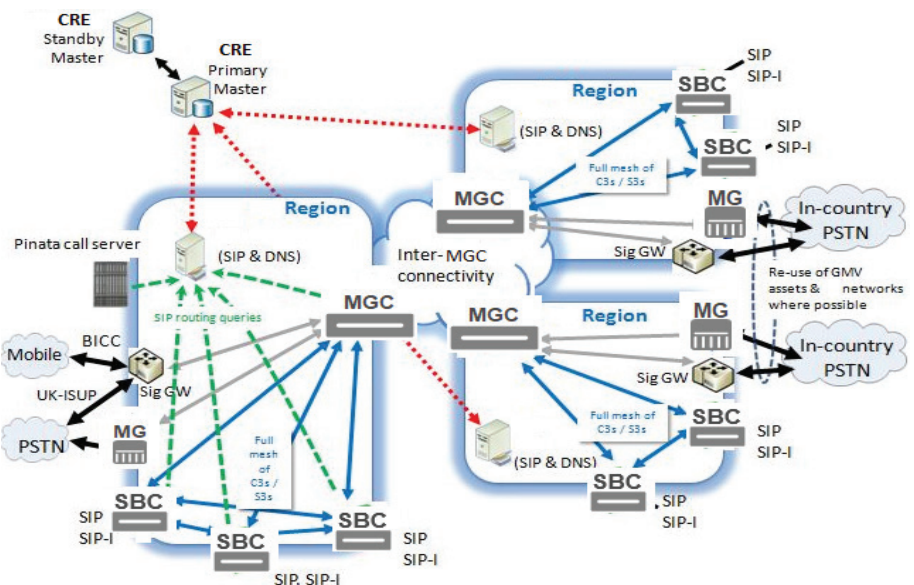 CRE
Standby
Master
CRE
Primary
Master
Region
(SIP & DNS)
SBC
SIP
SIP-I
SBC
SIP
SIP-I
Full mesh of
C3s / S3s
MGC
MG
Sig GW
In-country
PSTN
Region
(SIP & DNS)
Pinata call server
SIP routing queries
Inter-MGC
connectivity
MGC
Re-use of GMV
assets & networks
where possible
MGC
Region
MG
Sig GW
In-country
PSTN
Mobile
BICC
UK-ISUP
Sig GW
PSTN
MG
Full
mesh
of
C3s /
S3s
Full mesh of
C3s / S3s
SBC
SIP
SIP-I
(SIP & DNS)
SBC
SIP
SIP-I
SBC
SIP
SIP-I
SBC
SIP, SIP-I
SBC
SIP
SIP-I